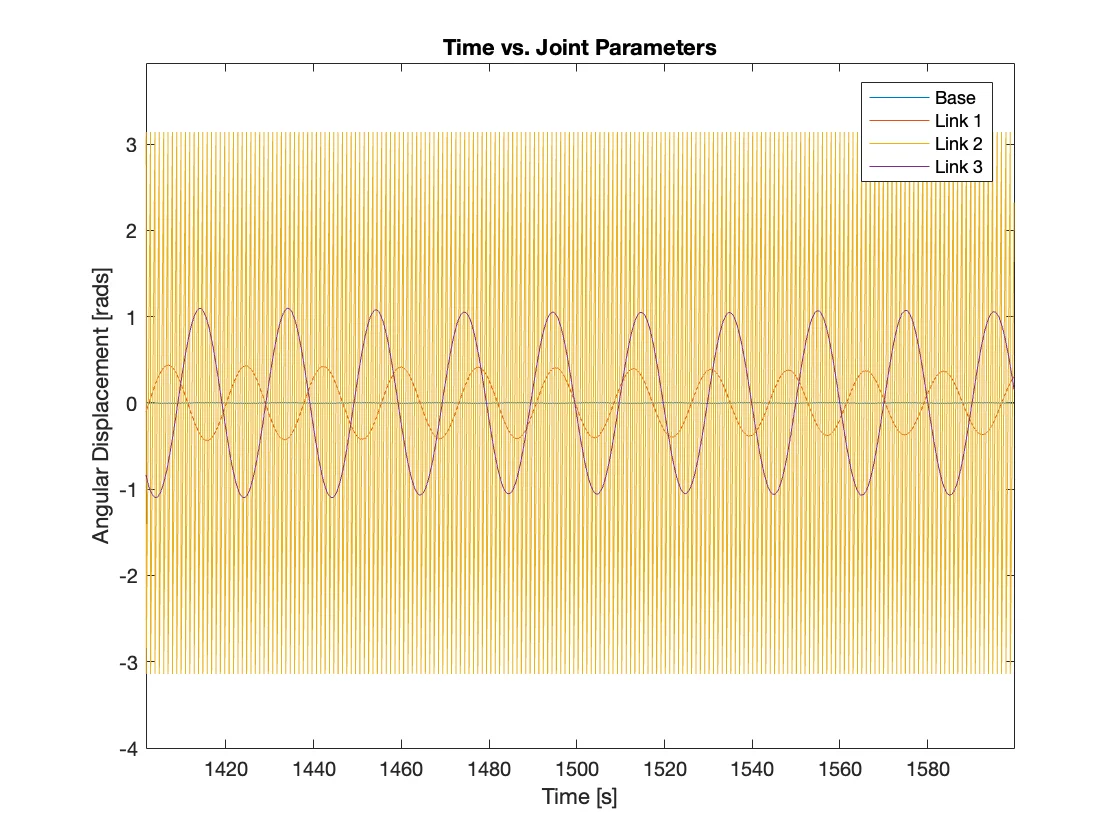 Time vs. Joint Parameters
Base
Link 1
Link 2
Link 3
3
2
1
0
-1
-2
-3
-4
Angular Displacement [rads]
1420 1440 1460 1480 1500 1520 1540 1560 1580
Time [s]